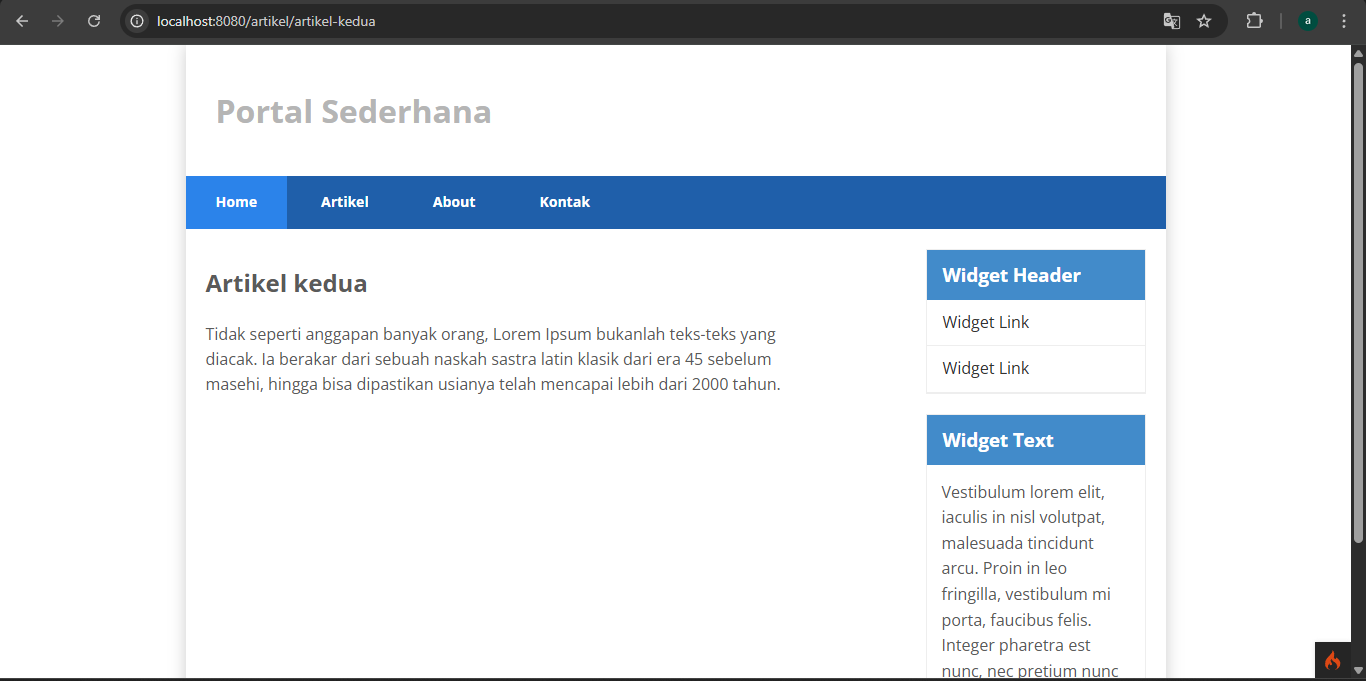 localhost:8080/artikel/artikel-kedua
a
Portal Sederhana
Home Artikel About Kontak
Artikel kedua
Tidak seperti anggapan banyak orang, Lorem Ipsum bukanlah teks-teks yang
diacak. Ia berakar dari sebuah naskah sastra latin klasik dari era 45 sebelum
masehi, hingga bisa dipastikan usianya telah mencapai lebih dari 2000 tahun.
Widget Header
Widget Link
Widget Link
Widget Text
Vestibulum lorem elit,
iaculis in nisl volutpat,
malesuada tincidunt
arcu. Proin in leo
fringilla, vestibulum mi
porta, faucibus felis.
Integer pharetra est
nunc, nec pretium nunc